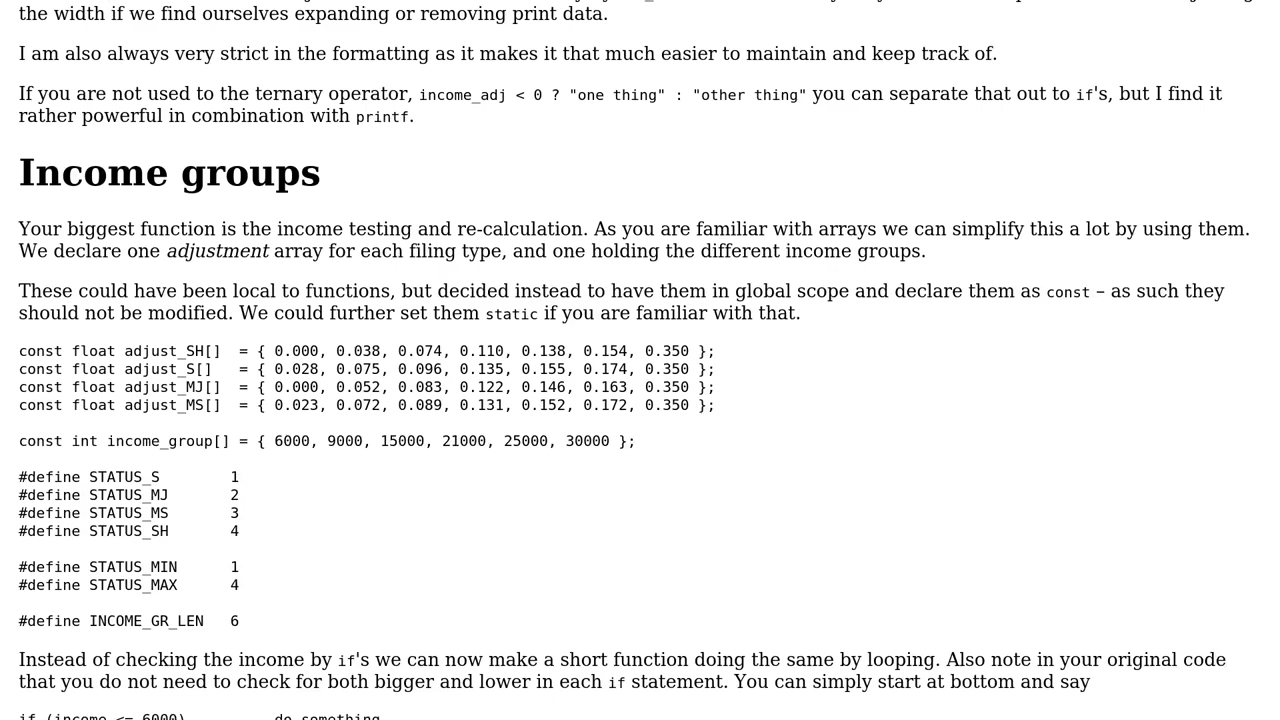 the width if we find ourselves expanding or removing print data.
I am also always very strict in the formatting as it makes it that much easier to maintain and keep track of.
If you are not used to the ternary operator, income_adj < 0 ? "one thing" : "other thing" you can separate that out to if's, but I find it
rather powerful in combination with printf.
Income groups
Your biggest function is the income testing and re-calculation. As you are familiar with arrays we can simplify this a lot by using them.
We declare one adjustment array for each filing type, and one holding the different income groups.
These could have been local to functions, but decided instead to have them in global scope and declare them as const – as such they
should not be modified. We could further set them static if you are familiar with that.
const float adjust_SH[]  = { 0.000, 0.038, 0.074, 0.110, 0.138, 0.154, 0.350 };
const float adjust_S[]   = { 0.028, 0.075, 0.096, 0.135, 0.155, 0.174, 0.350 };
const float adjust_MJ[]  = { 0.000, 0.052, 0.083, 0.122, 0.146, 0.163, 0.350 };
const float adjust_MS[]  = { 0.023, 0.072, 0.089, 0.131, 0.152, 0.172, 0.350 };
const int income_group[] = { 6000, 9000, 15000, 21000, 25000, 30000 };
#define STATUS_S        1
#define STATUS_MJ       2
#define STATUS_MS       3
#define STATUS_SH       4
#define STATUS_MIN      1
#define STATUS_MAX      4
#define INCOME_GR_LEN   6
Instead of checking the income by if's we can now make a short function doing the same by looping. Also note in your original code
that you do not need to check for both bigger and lower in each if statement. You can simply start at bottom and say
if (income <= 6000)          do something